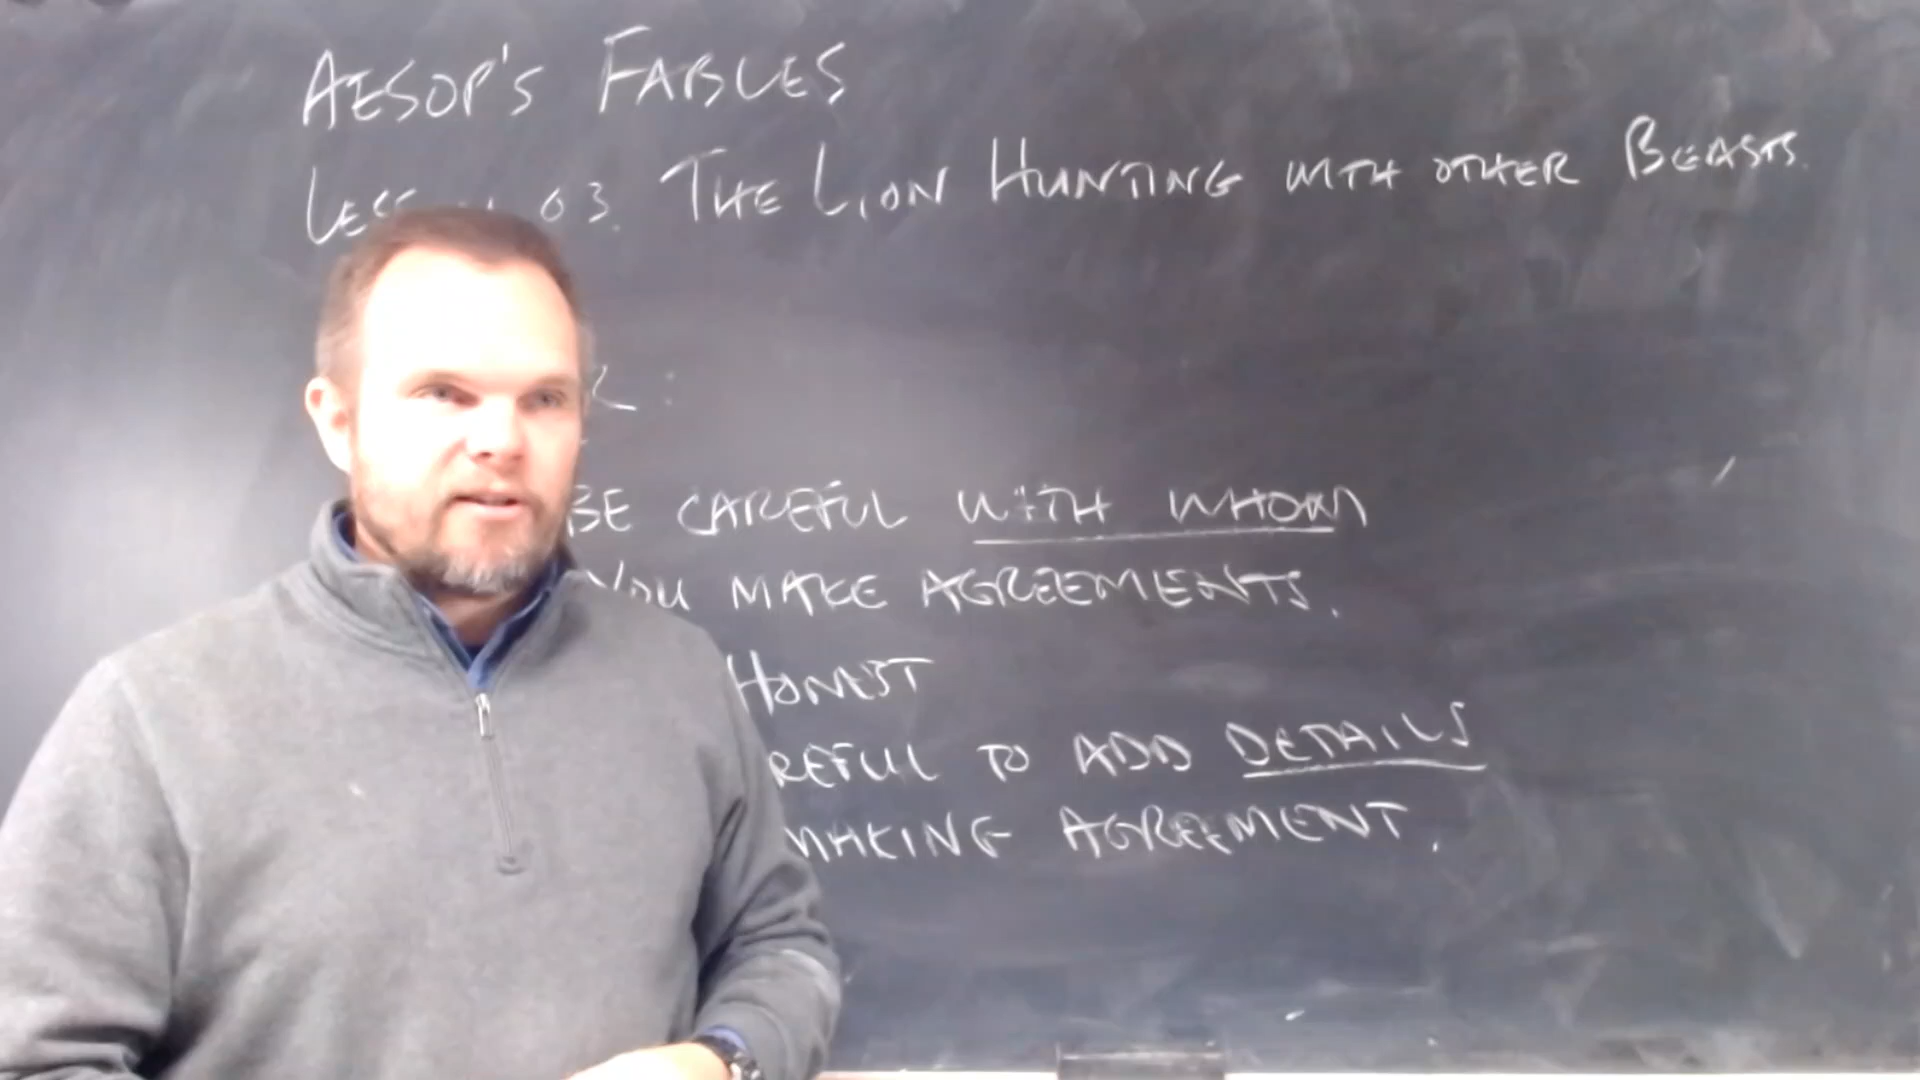 AESOP'S FABLES
03. THE LION HUNTING WITH OTHER BEASTS.
BE CAREFUL WITH WHOM
YOU MAKE AGREEMENTS.
HONEST
TO ADD DETAILS
MAKING AGREEMENT.